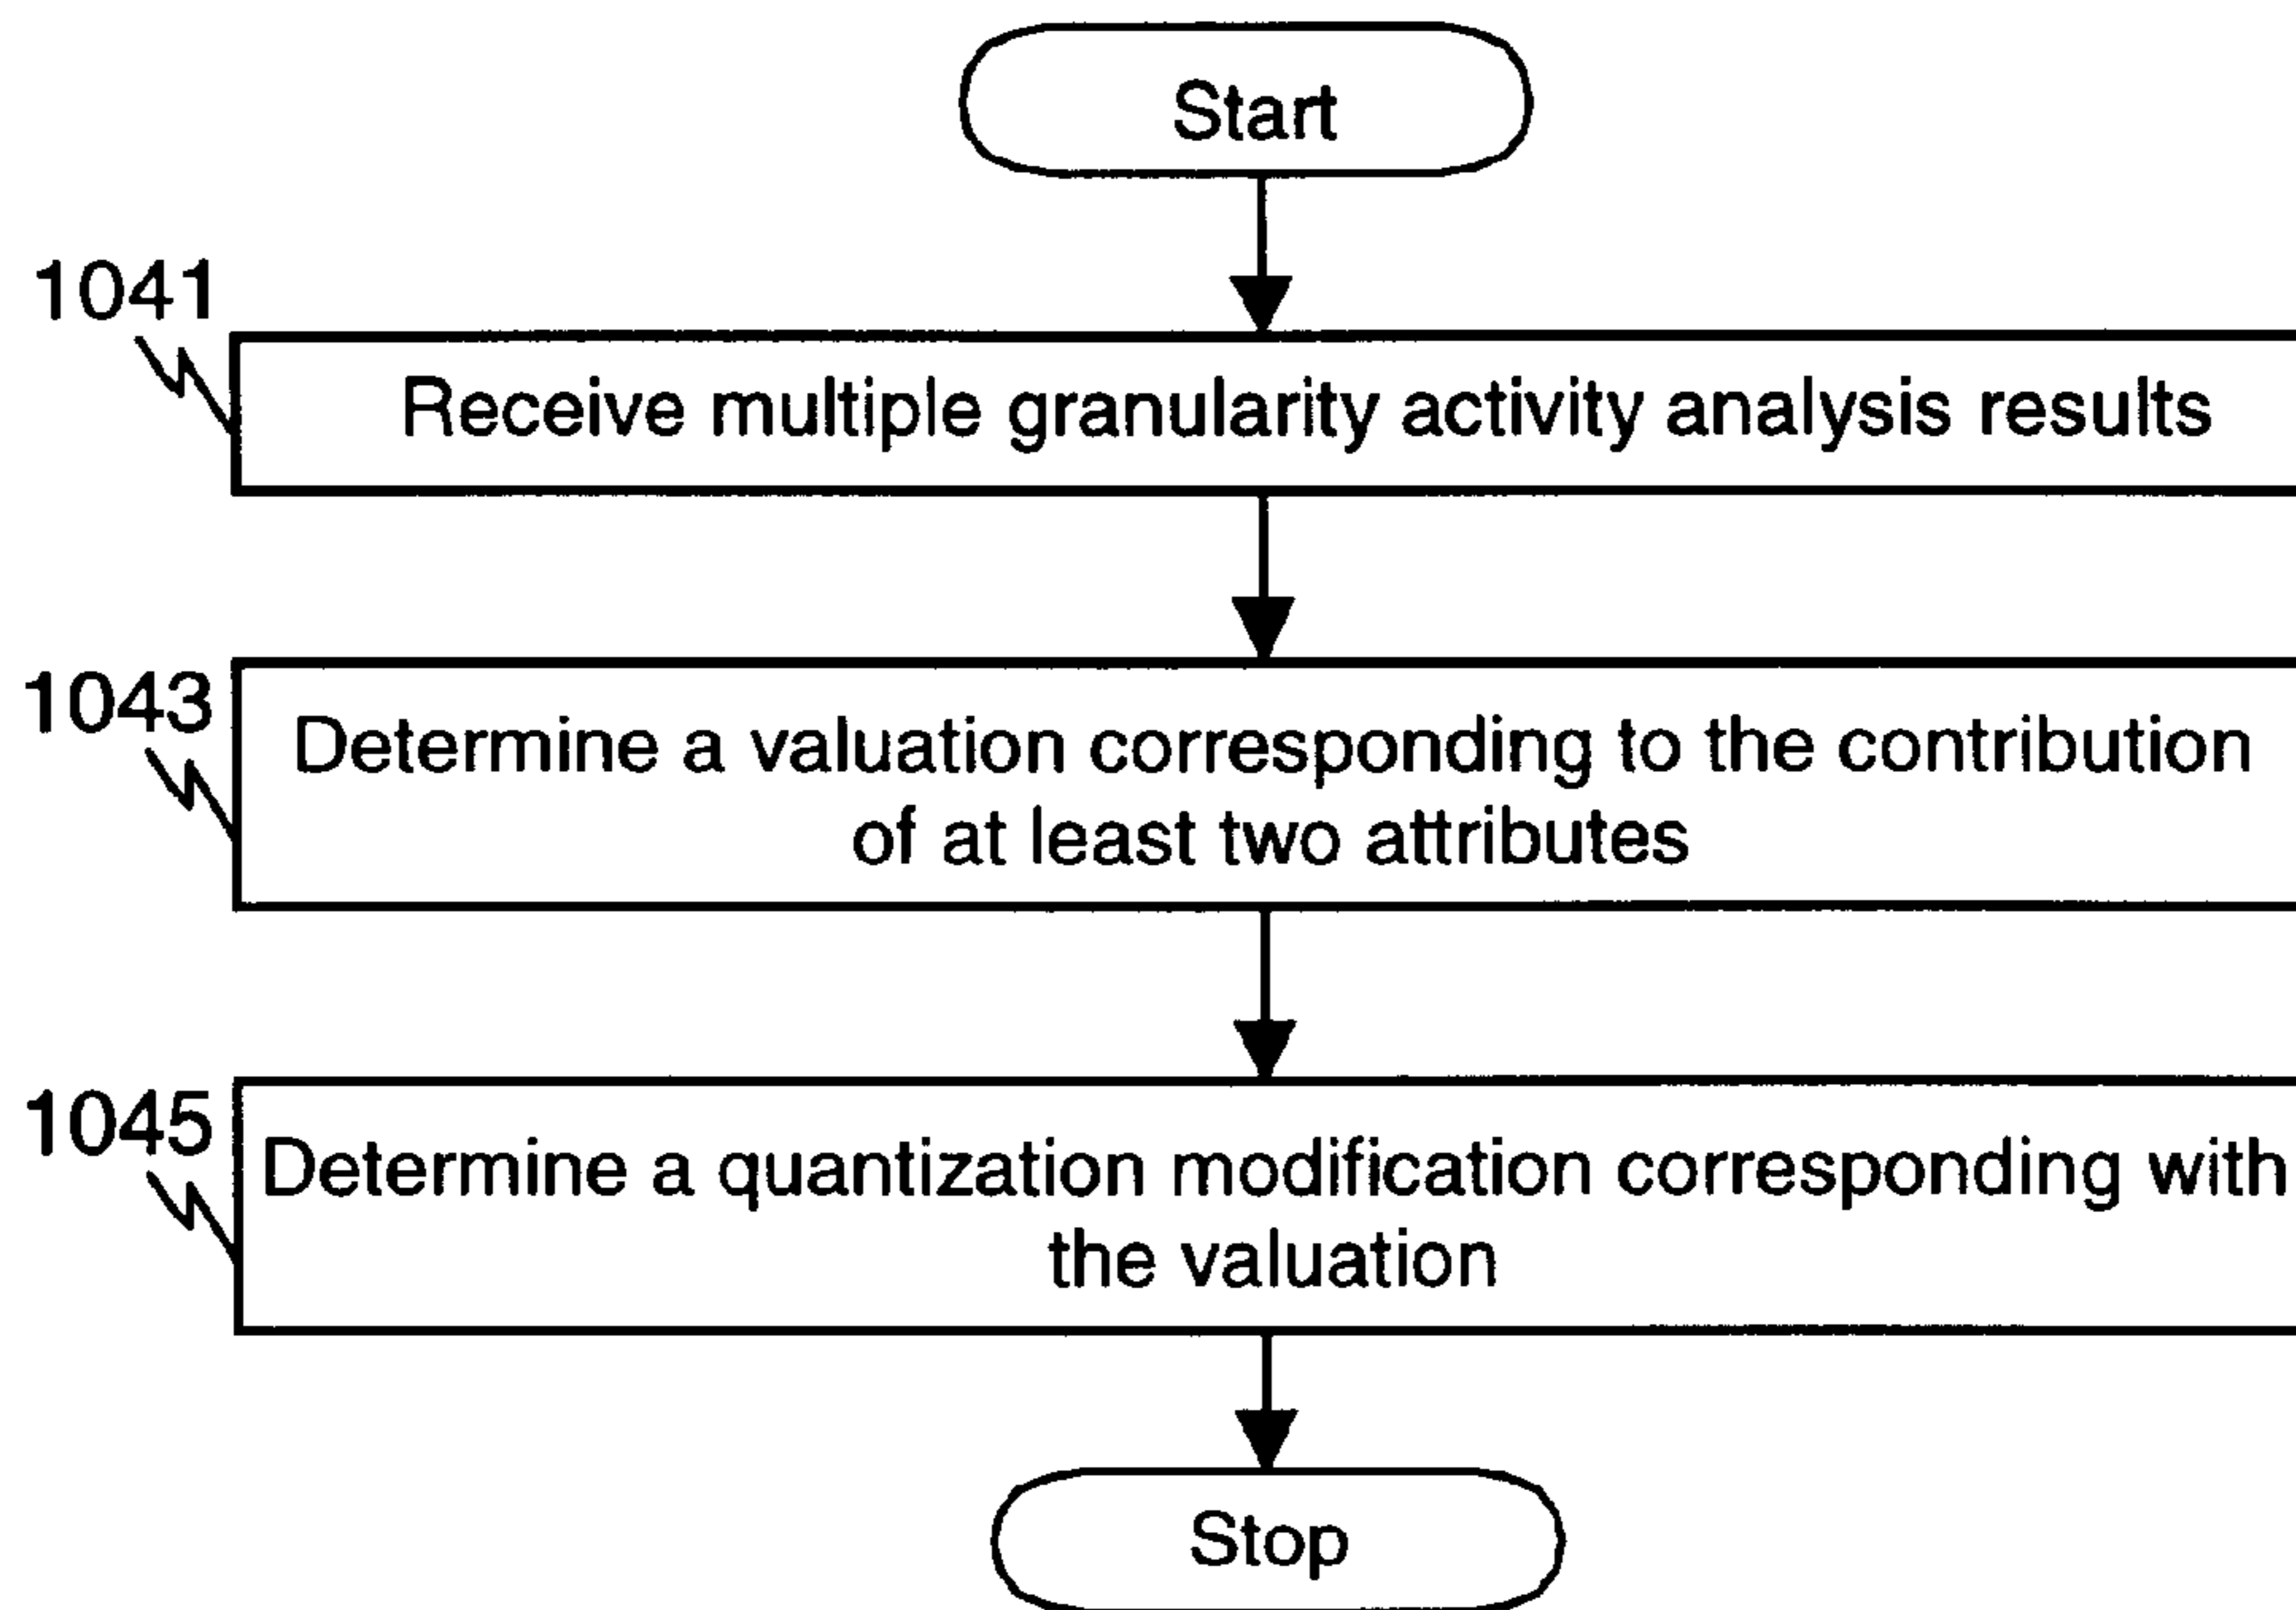 Start
1041
Receive multiple granularity activity analysis results
1043
Determine a valuation corresponding to the contribution
of at least two attributes
1045
Determine a quantization modification corresponding with
the valuation
Stop